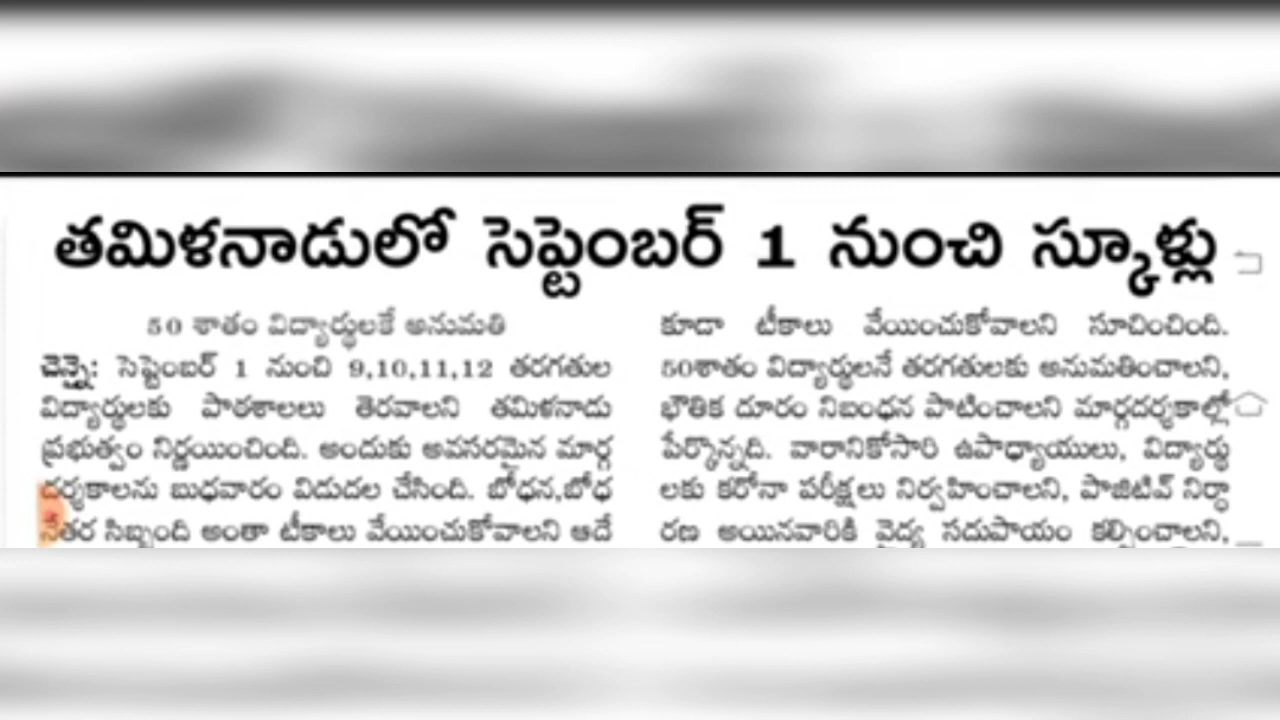 తమిళనాడులో సెప్టెంబర్ 1 నుంచి స్కూళ్లు
50 శాతం విద్యార్థులకే అనుమతి
చెన్నై: సెప్టెంబర్ 1 నుంచి 9,10,11,12 తరగతుల
విద్యార్థులకు పాఠశాలలు తెరవాలని తమిళనాడు
ప్రభుత్వం నిర్ణయించింది. అందుకు అవసరమైన మార్గ
దర్శకాలను బుధవారం విడుదల చేసింది. బోధన,బోధ
నేతర సిబ్బంది అంతా టీకాలు వేయించుకోవాలని ఆదే
కూడా టీకాలు వేయించుకోవాలని సూచించింది.
50శాతం విద్యార్థులనే తరగతులకు అనుమతించాలని,
భౌతిక దూరం నిబంధన పాటించాలని మార్గదర్శకాల్లో
పేర్కొన్నది. వారానికోసారి ఉపాధ్యాయులు, విద్యార్థు
లకు కరోనా పరీక్షలు నిర్వహించాలని, పాజిటివ్ నిర్ధా
రణ అయినవారికి వైద్య సదుపాయం కల్పించాలని,